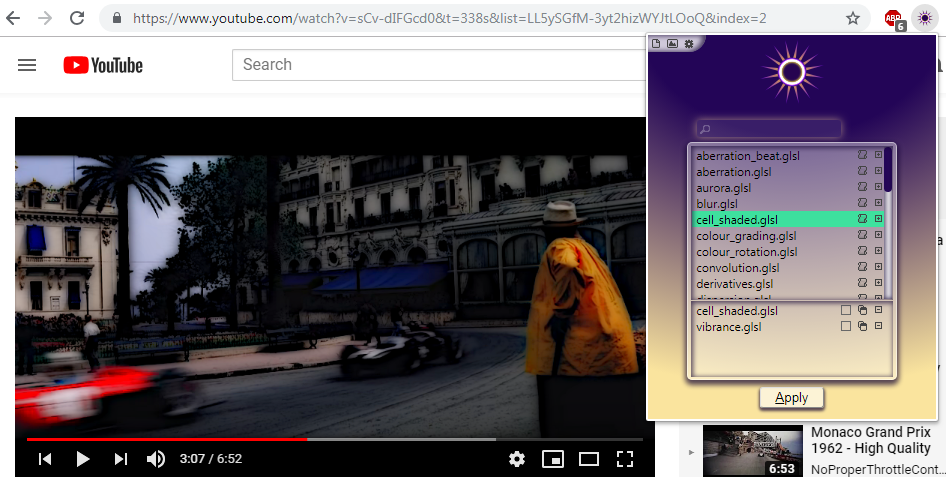 https://www.youtube.com/watch?v=sCv-dIFGcd0&t=338s&list=LL5ySGfM-3yt2hizWYJtLOoQ&index=2
ABP
6
YouTube
Search
aberration_beat.glsl
aberration.glsl
aurora.glsl
blur.glsl
cell_shaded.glsl
colour_grading.glsl
colour_rotation.glsl
convolution.glsl
derivatives.glsl
dispersion.glsl
cell_shaded.glsl
vibrance.glsl
Apply
3:07 / 6:52
Monaco Grand Prix
1962 - High Quality
6:53
NoProperThrottleCont...